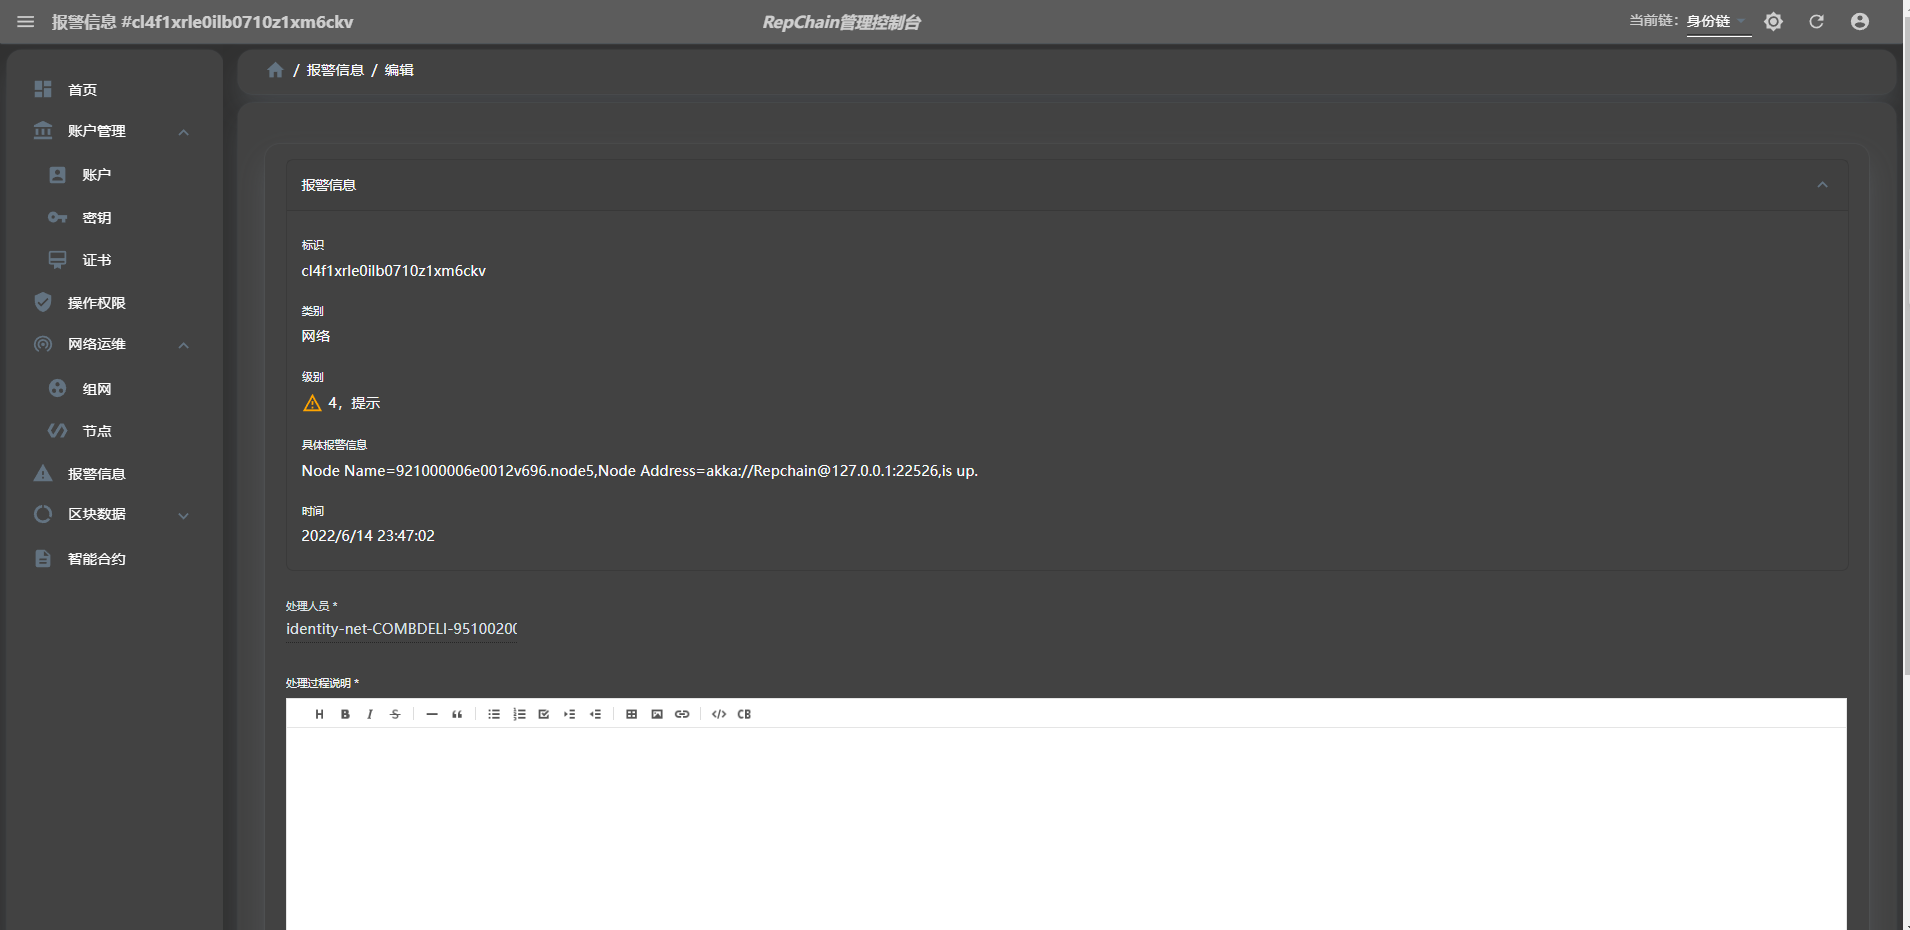 报警信息 #cl4f1xrle0ilb0710z1xm6ckv
RepChain管理控制台
当前链: 身份链
/ 报警信息 / 编辑
首页
账户管理
账户
密钥
证书
操作权限
网络运维
组网
节点
报警信息
区块数据
智能合约
报警信息
标识
cl4f1xrle0ilb0710z1xm6ckv
类别
网络
级别
4，提示
具体报警信息
Node Name=921000006e0012v696.node5,Node Address=akka://Repchain@127.0.0.1:22526,is up.
时间
2022/6/14 23:47:02
处理人员 *
identity-net-COMBDELI-9510020
处理过程说明 *
H B I S CB